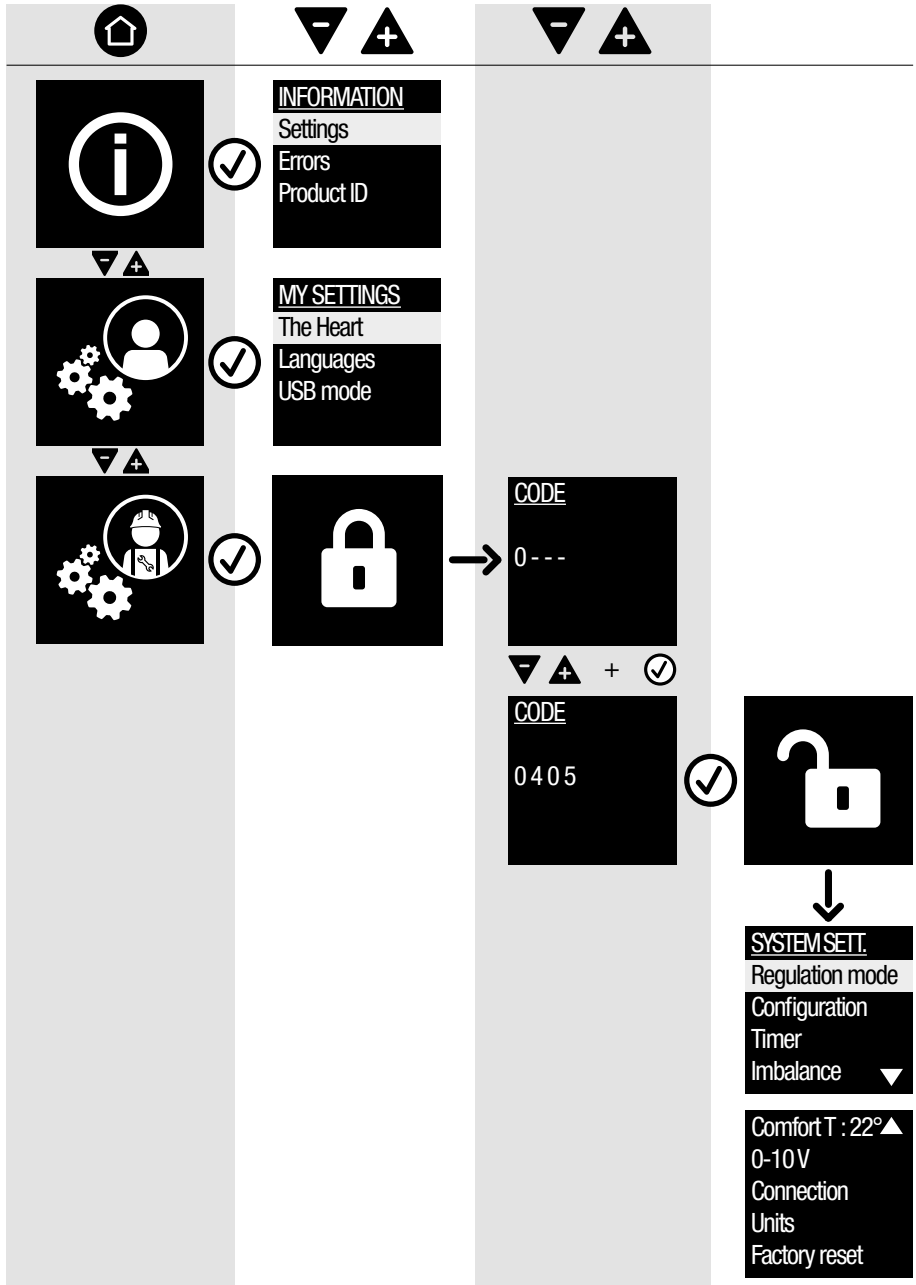 INFORMATION
Settings
Errors
Product ID
MY SETTINGS
The Heart
Languages
USB mode
CODE
0---
+
CODE
0405
SYSTEM SETT.
Regulation mode
Configuration
Timer
Imbalance
Comfort T : 22°
0-10 V
Connection
Units
Factory reset